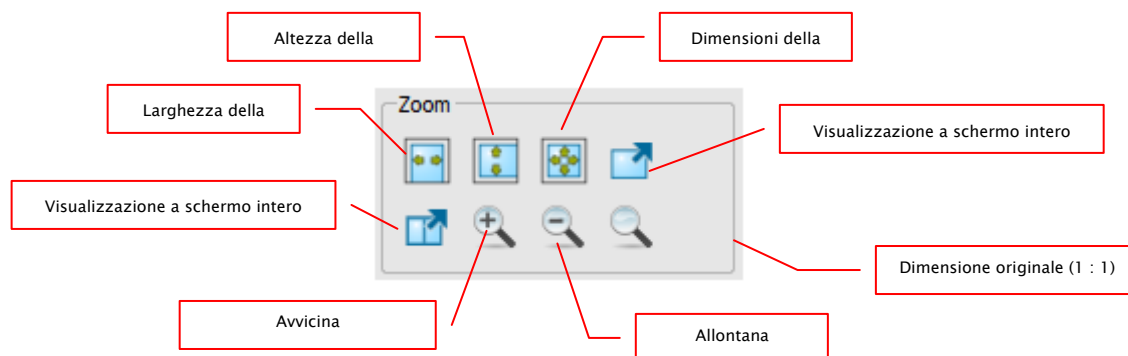 Altezza della
Dimensioni della
Larghezza della
Zoom
Visualizzazione a schermo intero
Visualizzazione a schermo intero
Dimensione originale (1 : 1)
Avvicina
Allontana